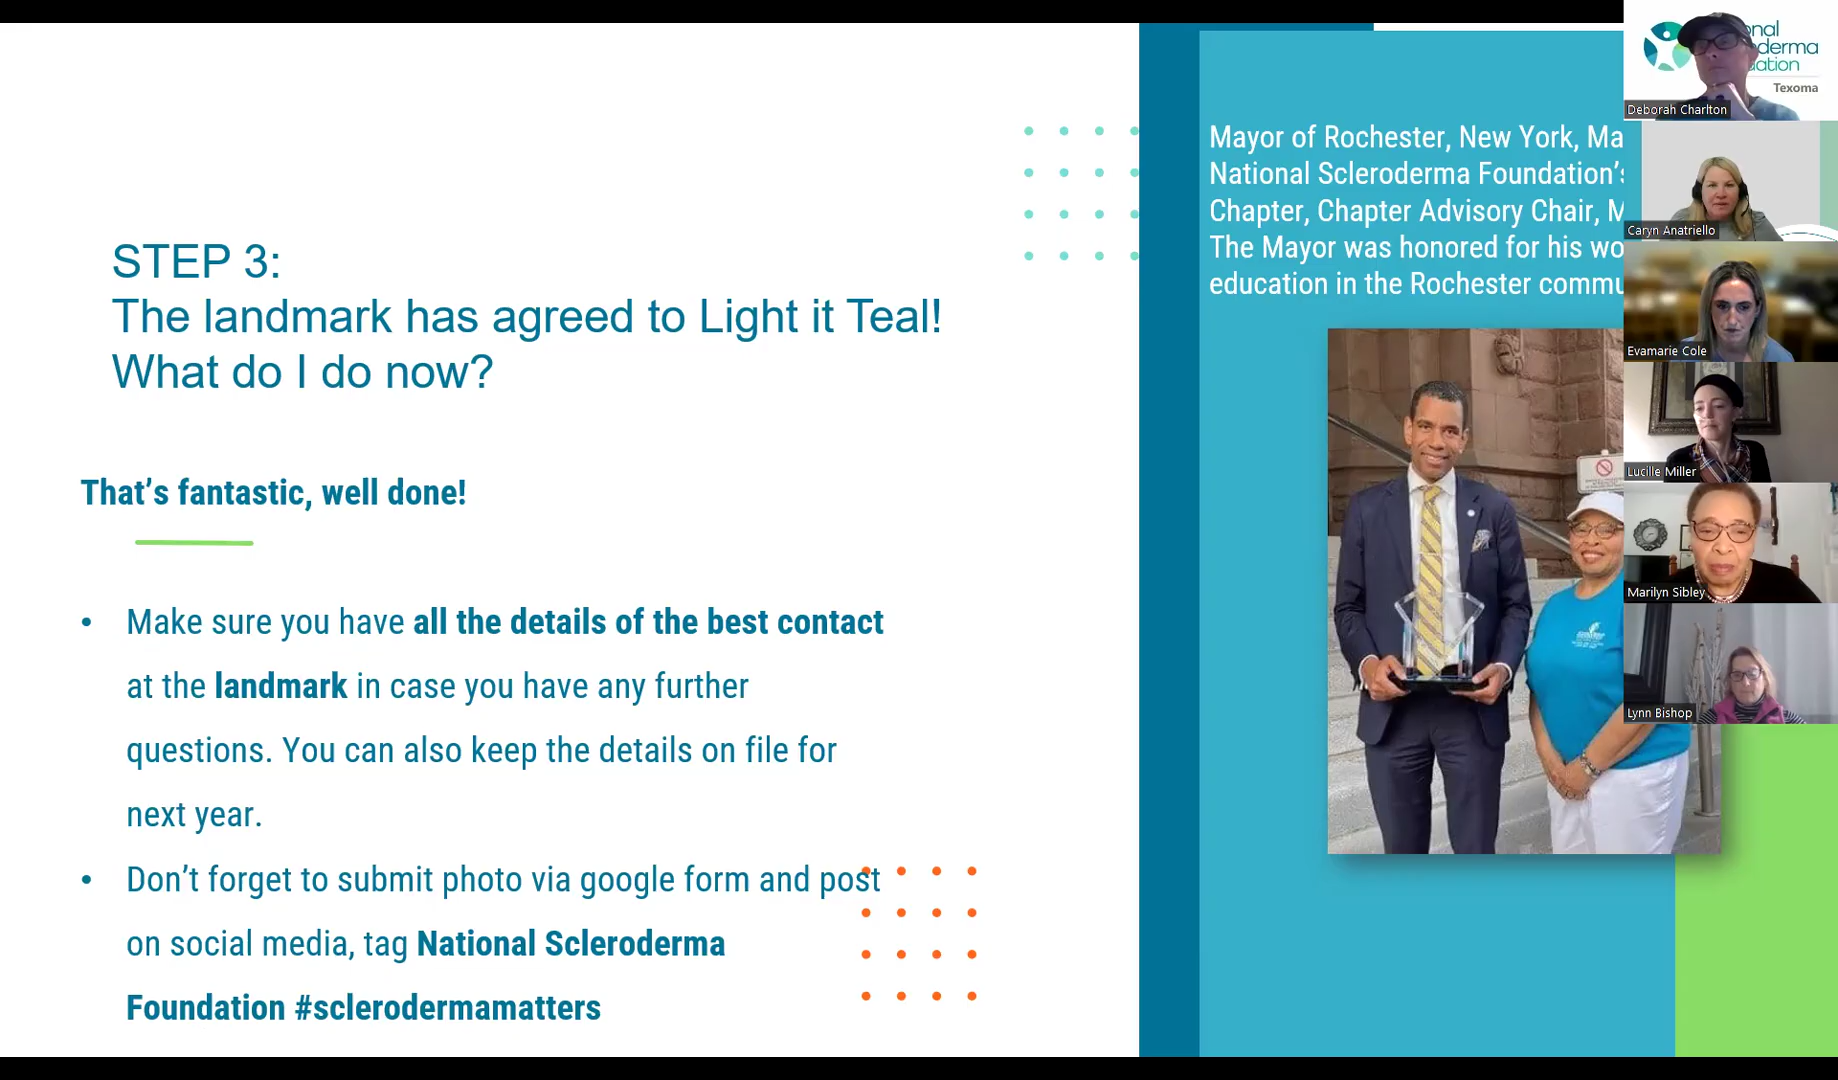 STEP 3:
The landmark has agreed to Light it Teal!
What do I do now?
That's fantastic, well done!
• Make sure you have all the details of the best contact
at the landmark in case you have any further
questions. You can also keep the details on file for
next year.
• Don't forget to submit photo via google form and post
on social media, tag National Scleroderma
Foundation #sclerodermamatters
Mayor of Rochester, New York, Ma
National Scleroderma Foundation's
Chapter, Chapter Advisory Chair, M
The Mayor was honored for his wo
education in the Rochester commu
onal
oderma
dation
Texoma
Deborah Charlton
Caryn Anatriello
Evamarie Cole
Lucille Miller
Marilyn Sibley
Lynn Bishop